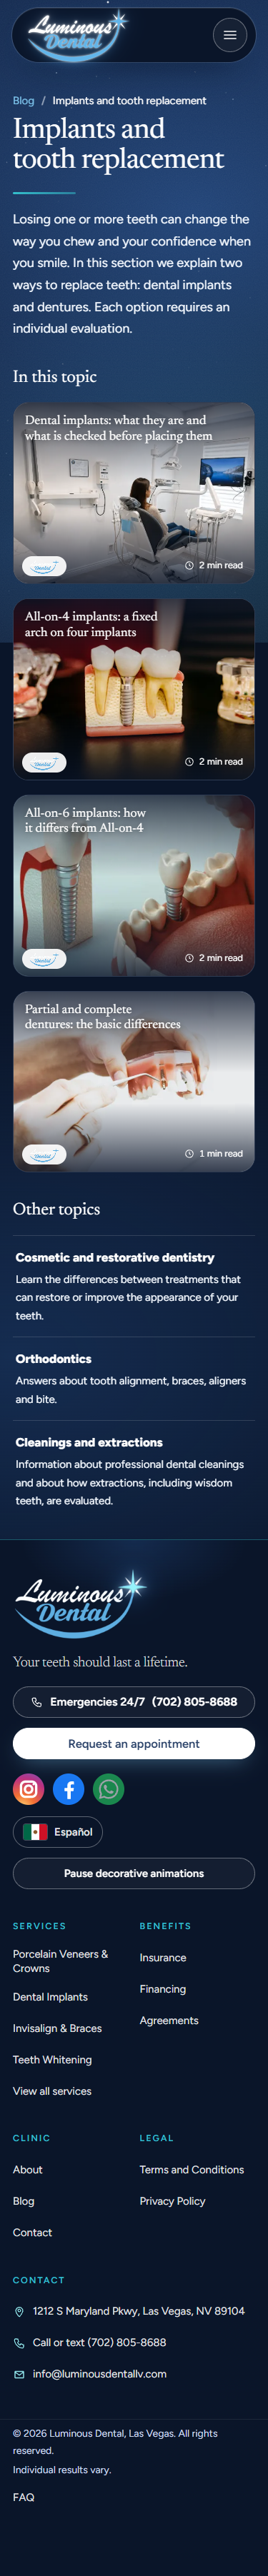 Luminous
Dental
Blog / Implants and tooth replacement
Implants and
tooth replacement
Losing one or more teeth can change the
way you chew and your confidence when
you smile. In this section we explain two
ways to replace teeth: dental implants
and dentures. Each option requires an
individual evaluation.
In this topic
Dental implants: what they are and
what is checked before placing them
2 min read
All-on-4 implants: a fixed
arch on four implants
2 min read
All-on-6 implants: how
it differs from All-on-4
2 min read
Partial and complete
dentures: the basic differences
1 min read
Other topics
Cosmetic and restorative dentistry
Learn the differences between treatments that
can restore or improve the appearance of your
teeth.
Orthodontics
Answers about tooth alignment, braces, aligners
and bite.
Cleanings and extractions
Information about professional dental cleanings
and about how extractions, including wisdom
teeth, are evaluated.
Luminous
Dental
Your teeth should last a lifetime.
Emergencies 24/7 (702) 805-8688
Request an appointment
Español
Pause decorative animations
SERVICES
Porcelain Veneers &
Crowns
Dental Implants
Invisalign & Braces
Teeth Whitening
View all services
BENEFITS
Insurance
Financing
Agreements
CLINIC
About
Blog
Contact
LEGAL
Terms and Conditions
Privacy Policy
CONTACT
1212 S Maryland Pkwy, Las Vegas, NV 89104
Call or text (702) 805-8688
info@luminousdentallv.com
© 2026 Luminous Dental, Las Vegas. All rights
reserved.
Individual results vary.
FAQ